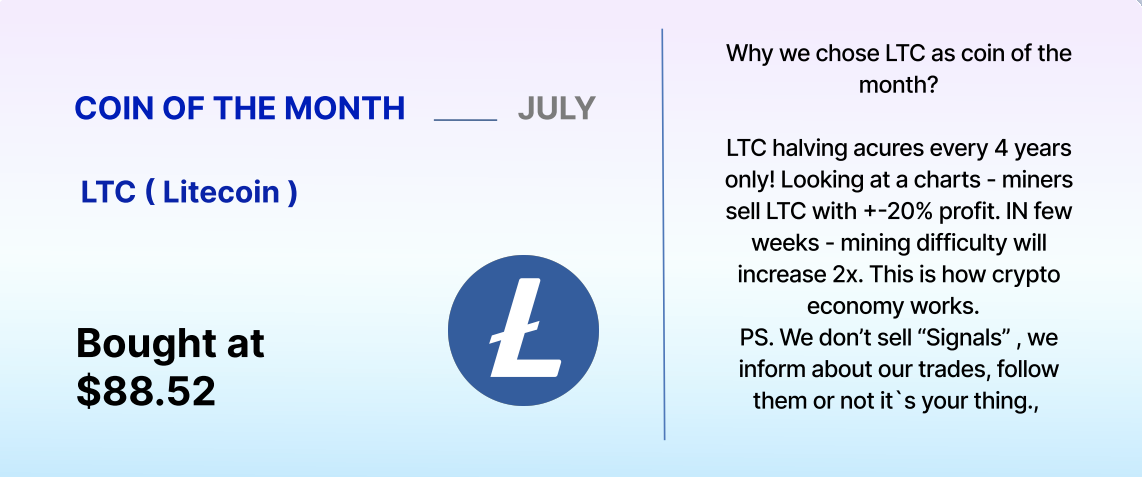 COIN OF THE MONTH ____ JULY
LTC ( Litecoin )
Bought at
$88.52
Why we chose LTC as coin of the
month?
LTC halving acures every 4 years
only! Looking at a charts - miners
sell LTC with +-20% profit. IN few
weeks - mining difficulty will
increase 2x. This is how crypto
economy works.
PS. We don’t sell “Signals” , we
inform about our trades, follow
them or not it`s your thing.,